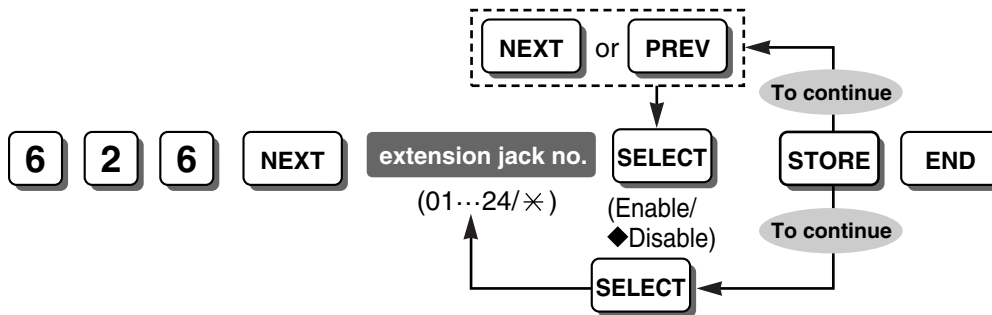 NEXT or PREV
To continue
6 2 6 NEXT extension jack no. SELECT STORE END
(01···24/✳)
(Enable/
◆Disable)
To continue
SELECT